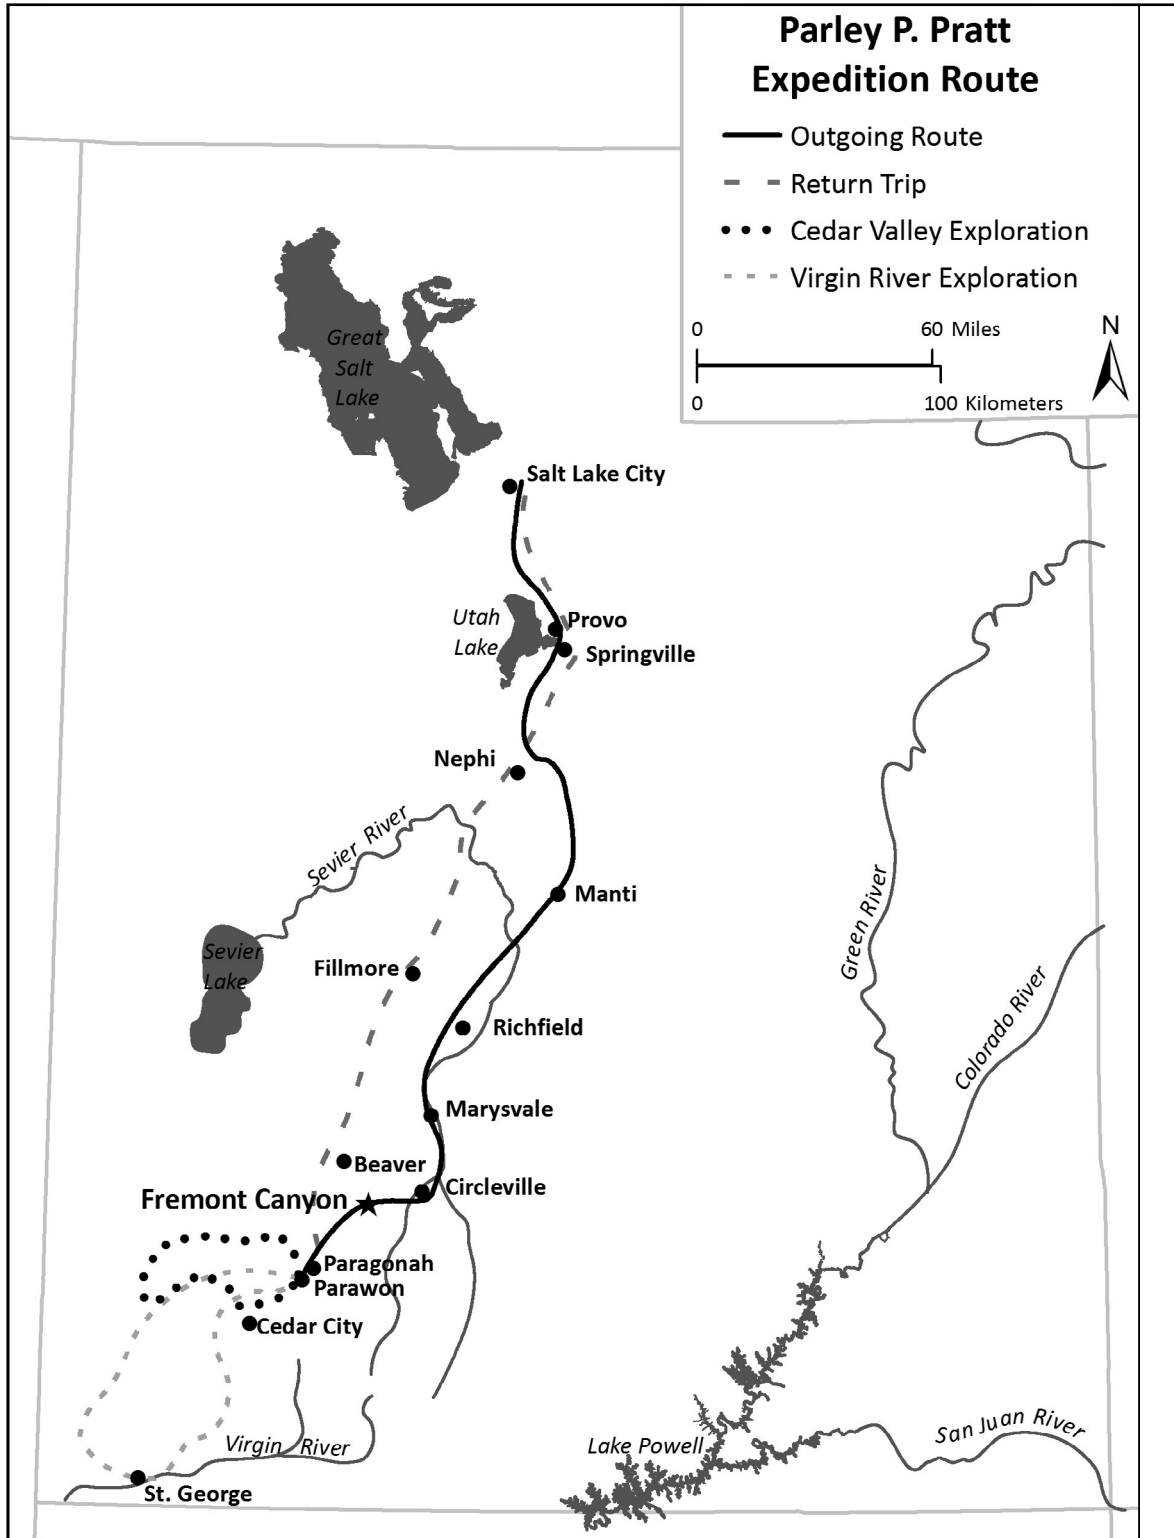 Parley P. Pratt
Expedition Route
Outgoing Route
Return Trip
Cedar Valley Exploration
Virgin River Exploration
0 60 Miles
N
0 100 Kilometers
Great
Salt
Lake
Salt Lake City
Utah
Lake
Provo
Springville
Nephi
Sevier River
Manti
Green River
Sevier
Lake
Fillmore
Colorado River
Richfield
Marysvale
Beaver
Circleville
Fremont Canyon
Paragonah
Parawon
Cedar City
Virgin River
Lake Powell
San Juan River
St. George